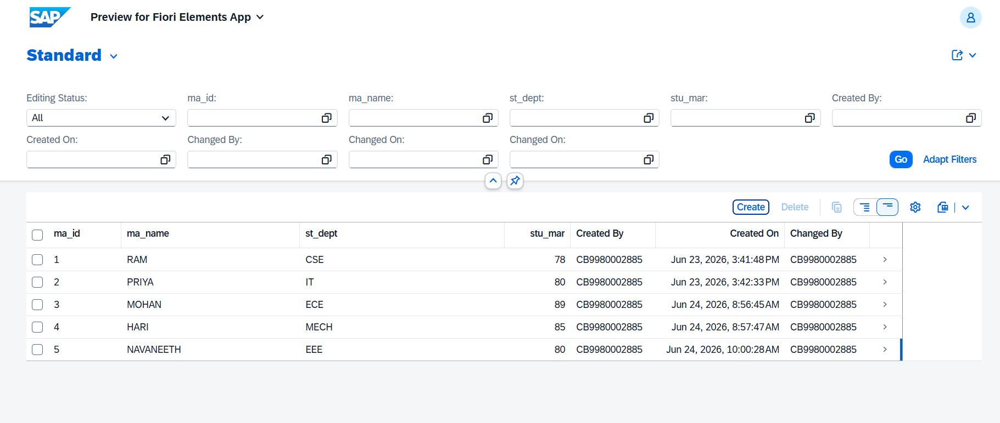 SAP Preview for Fiori Elements App
Standard
Editing Status: ma_id: ma_name: st_dept: stu_mar: Created By:
All
Created On: Changed By: Changed On: Changed On:
Go Adapt Filters
Create Delete
ma_id ma_name st_dept stu_mar Created By Created On Changed By
1 RAM CSE 78 CB9980002885 Jun 23, 2026, 3:41:48 PM CB9980002885
2 PRIYA IT 80 CB9980002885 Jun 23, 2026, 3:42:33 PM CB9980002885
3 MOHAN ECE 89 CB9980002885 Jun 24, 2026, 8:56:45 AM CB9980002885
4 HARI MECH 85 CB9980002885 Jun 24, 2026, 8:57:47 AM CB9980002885
5 NAVANEETH EEE 80 CB9980002885 Jun 24, 2026, 10:00:28 AM CB9980002885